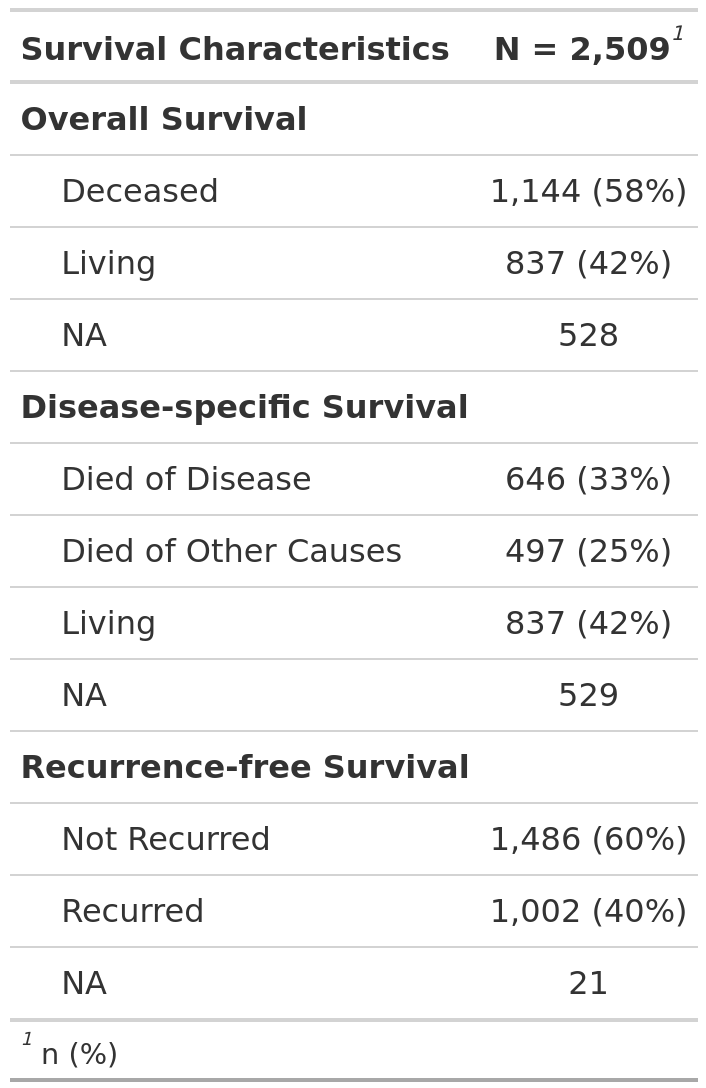 Survival Characteristics N = 2,509¹
Overall Survival
Deceased 1,144 (58%)
Living 837 (42%)
NA 528
Disease-specific Survival
Died of Disease 646 (33%)
Died of Other Causes 497 (25%)
Living 837 (42%)
NA 529
Recurrence-free Survival
Not Recurred 1,486 (60%)
Recurred 1,002 (40%)
NA 21
¹ n (%)